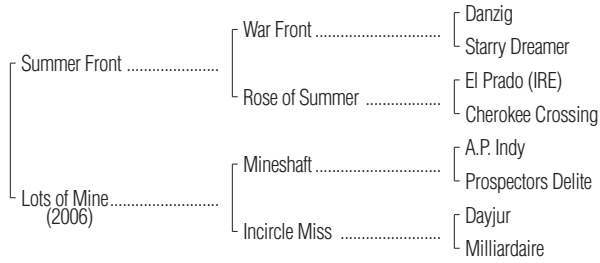 Danzig
War Front
Starry Dreamer
Summer Front
El Prado (IRE)
Rose of Summer
Cherokee Crossing
A.P. Indy
Mineshaft
Prospectors Delite
Lots of Mine
(2006)
Dayjur
Incircle Miss
Milliardaire